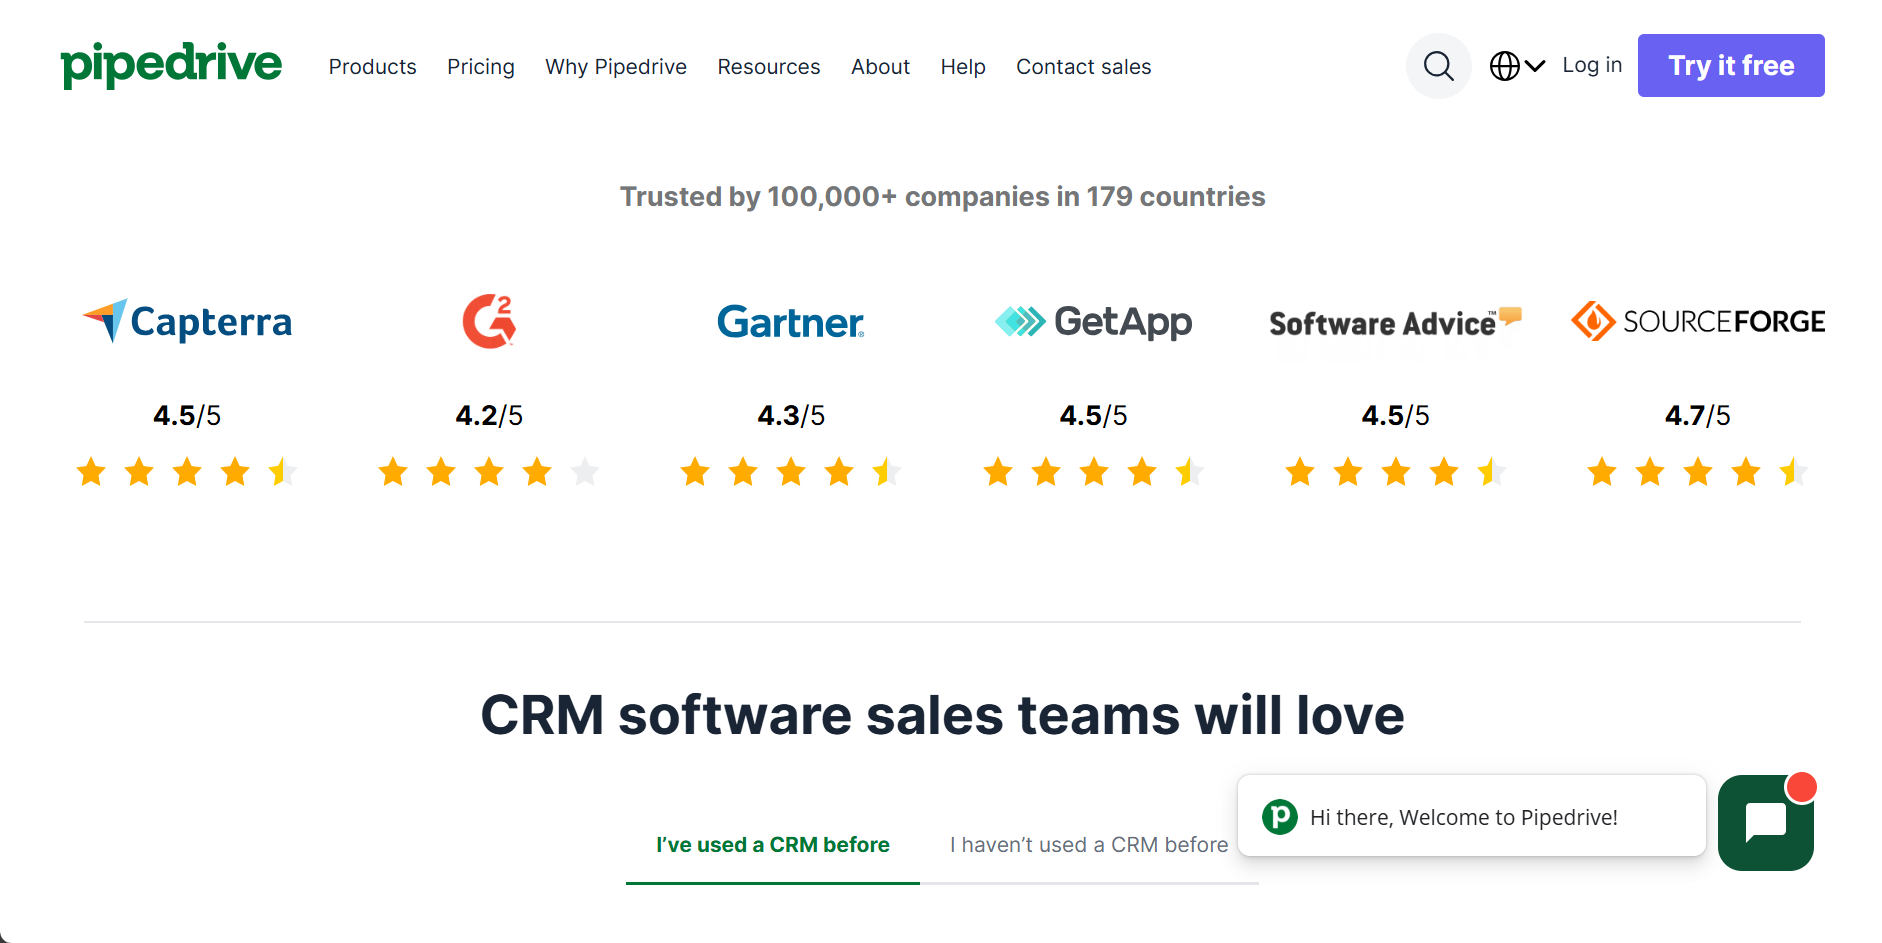 pipedrive Products Pricing Why Pipedrive Resources About Help Contact sales Log in Try it free
Trusted by 100,000+ companies in 179 countries
Capterra G2 Gartner GetApp Software Advice™ SOURCEFORGE
4.5/5 4.2/5 4.3/5 4.5/5 4.5/5 4.7/5
CRM software sales teams will love
Hi there, Welcome to Pipedrive!
I’ve used a CRM before I haven’t used a CRM before